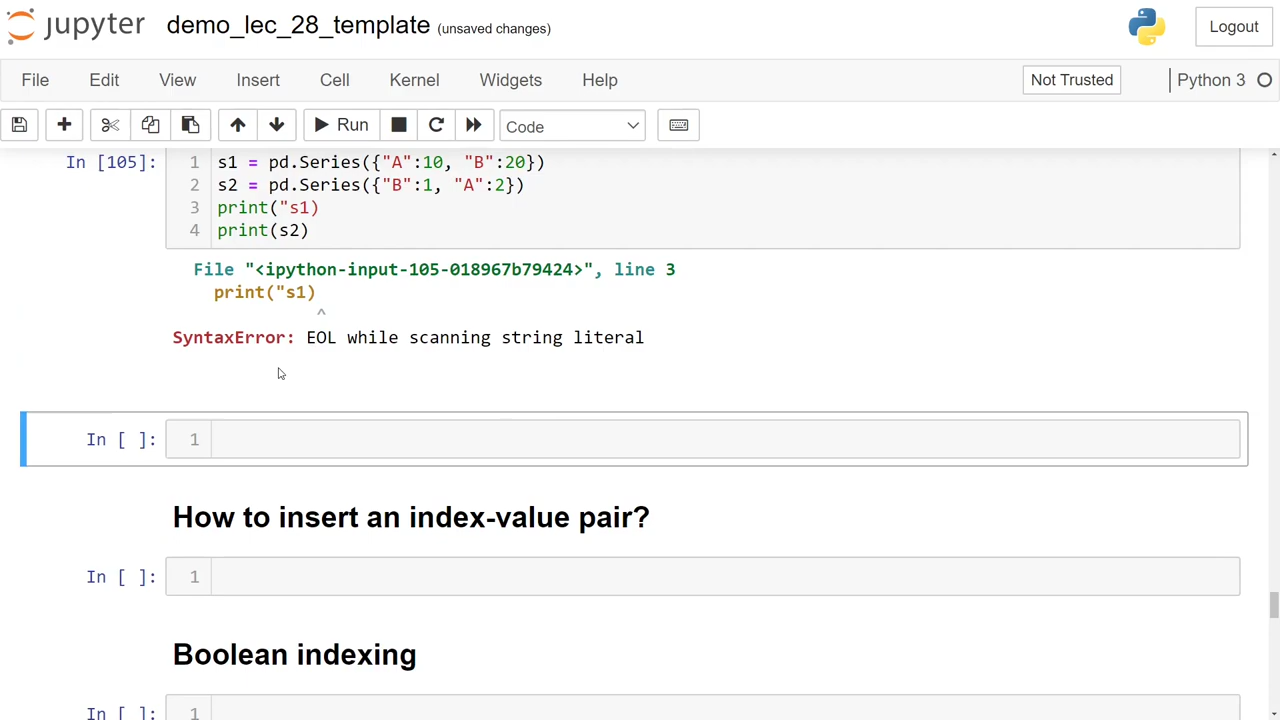 jupyter demo_lec_28_template (unsaved changes) Logout
File Edit View Insert Cell Kernel Widgets Help Not Trusted Python 3
Run Code
In [105]: 1 s1 = pd.Series({"A":10, "B":20})
2 s2 = pd.Series({"B":1, "A":2})
3 print("s1)
4 print(s2)
File "<ipython-input-105-018967b79424>", line 3
print("s1)
^
SyntaxError: EOL while scanning string literal
In [ ]: 1
How to insert an index-value pair?
In [ ]: 1
Boolean indexing
In [ ]: 1